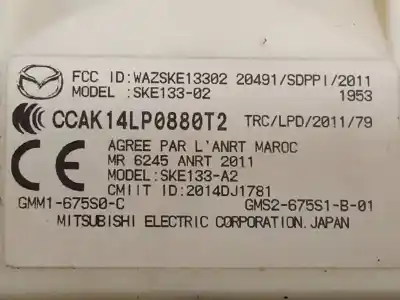 FCC ID:WAZSKE13302 20491/SDPPI/2011
MODEL :SKE133-02 1953
CCAK14LP0880T2 TRC/LPD/2011/79
AGREE PAR L'ANRT MAROC
MR 6245 ANRT 2011
MODEL:SKE133-A2
CMIIT ID:2014DJ1781
GMM1-675S0-C GMS2-675S1-B-01
MITSUBISHI ELECTRIC CORPORATION.JAPAN